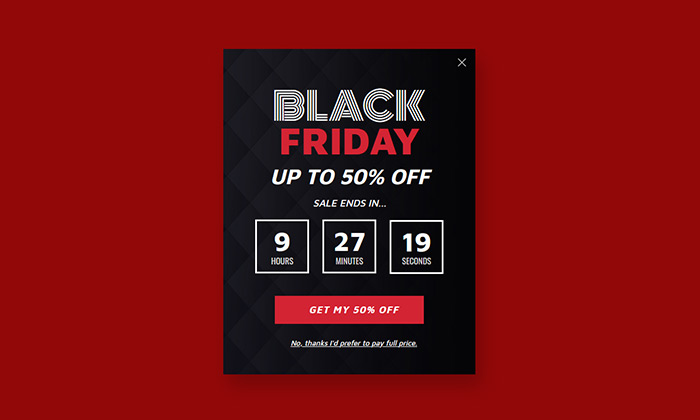 BLACK
FRIDAY
UP TO 50% OFF
SALE ENDS IN...
9 27 19
HOURS MINUTES SECONDS
GET MY 50% OFF
No, thanks I'd prefer to pay full price.